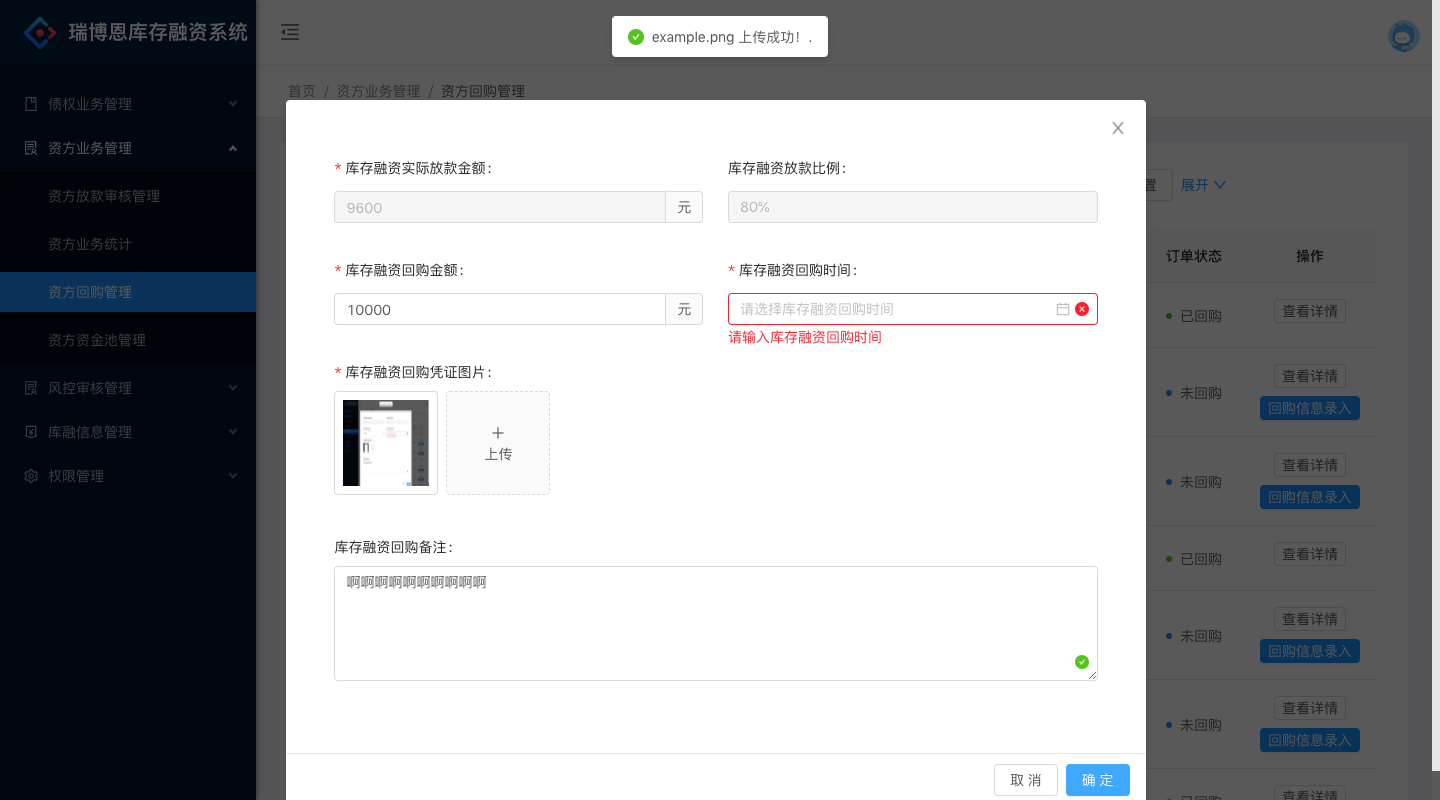 瑞博恩库存融资系统
example.png 上传成功！.
债权业务管理
资方业务管理
资方放款审核管理
资方业务统计
资方回购管理
资方资金池管理
风控审核管理
库融信息管理
权限管理
首页 / 资方业务管理 / 资方回购管理
* 库存融资实际放款金额：
9600 元
库存融资放款比例：
80%
* 库存融资回购金额：
10000 元
* 库存融资回购时间：
请选择库存融资回购时间
请输入库存融资回购时间
* 库存融资回购凭证图片：
上传
库存融资回购备注：
啊啊啊啊啊啊啊啊啊啊
取 消 确 定
置 展开
订单状态 操作
已回购 查看详情
未回购 查看详情
回购信息录入
未回购 查看详情
回购信息录入
已回购 查看详情
未回购 查看详情
回购信息录入
未回购 查看详情
回购信息录入
已回购 查看详情